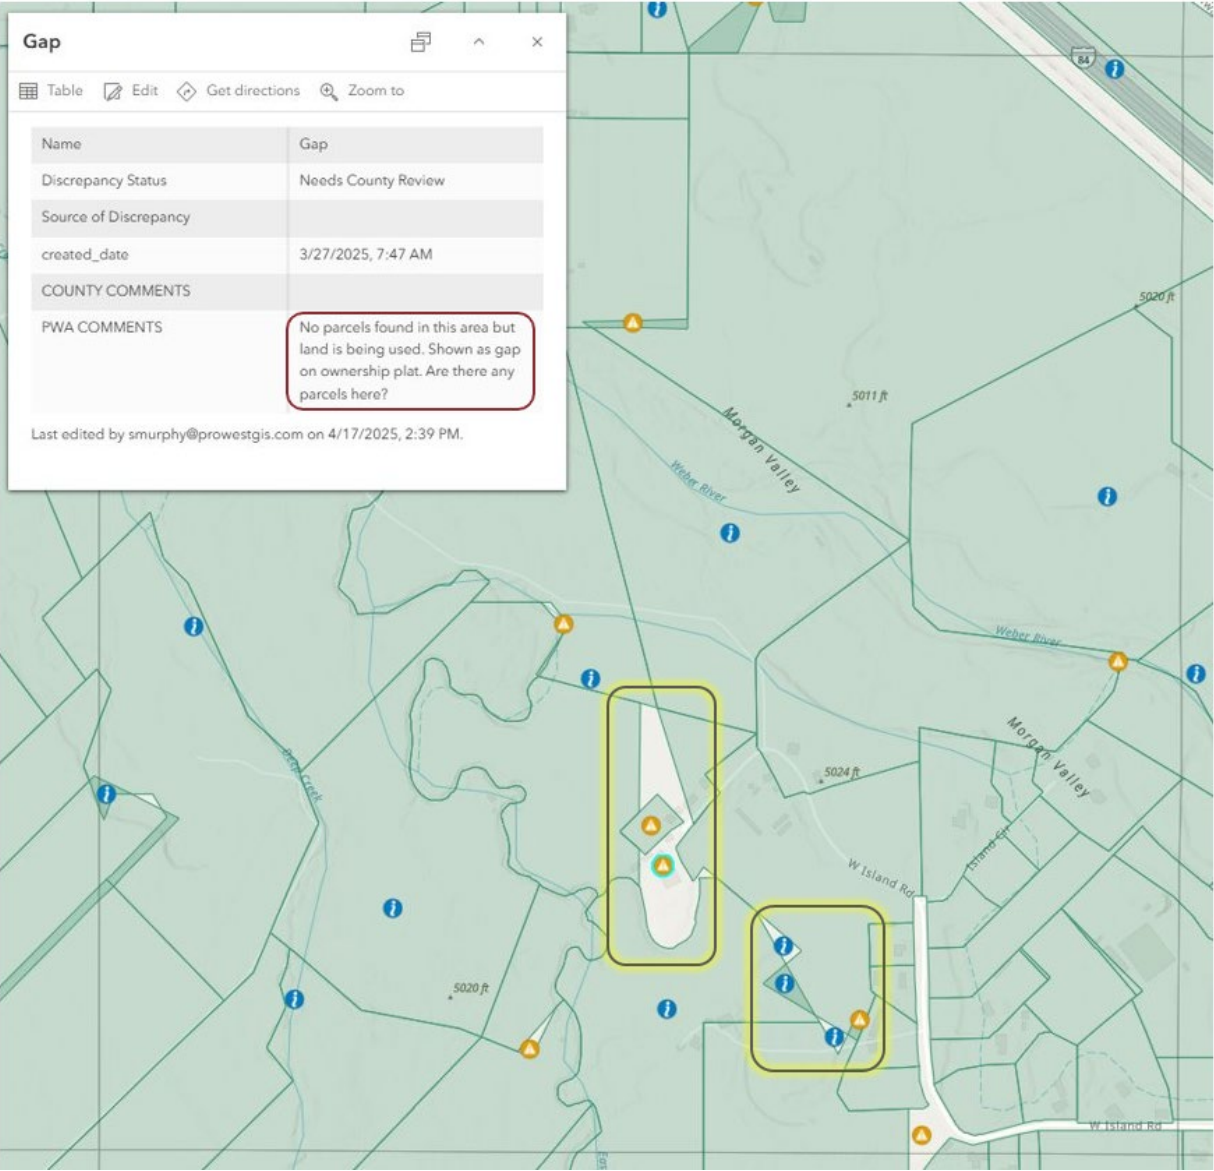 Gap
Table Edit Get directions Zoom to
Name Gap
Discrepancy Status Needs County Review
Source of Discrepancy
created_date 3/27/2025, 7:47 AM
COUNTY COMMENTS
PWA COMMENTS No parcels found in this area but
land is being used. Shown as gap
on ownership plat. Are there any
parcels here?
Last edited by smurphy@prowestgis.com on 4/17/2025, 2:39 PM.
84
5020 ft
5011 ft
Morgan Valley
Weber River
Weber River
Morgan Valley
Deep Creek
5024 ft
Island Cir
W Island Rd
5020 ft
W Island Rd